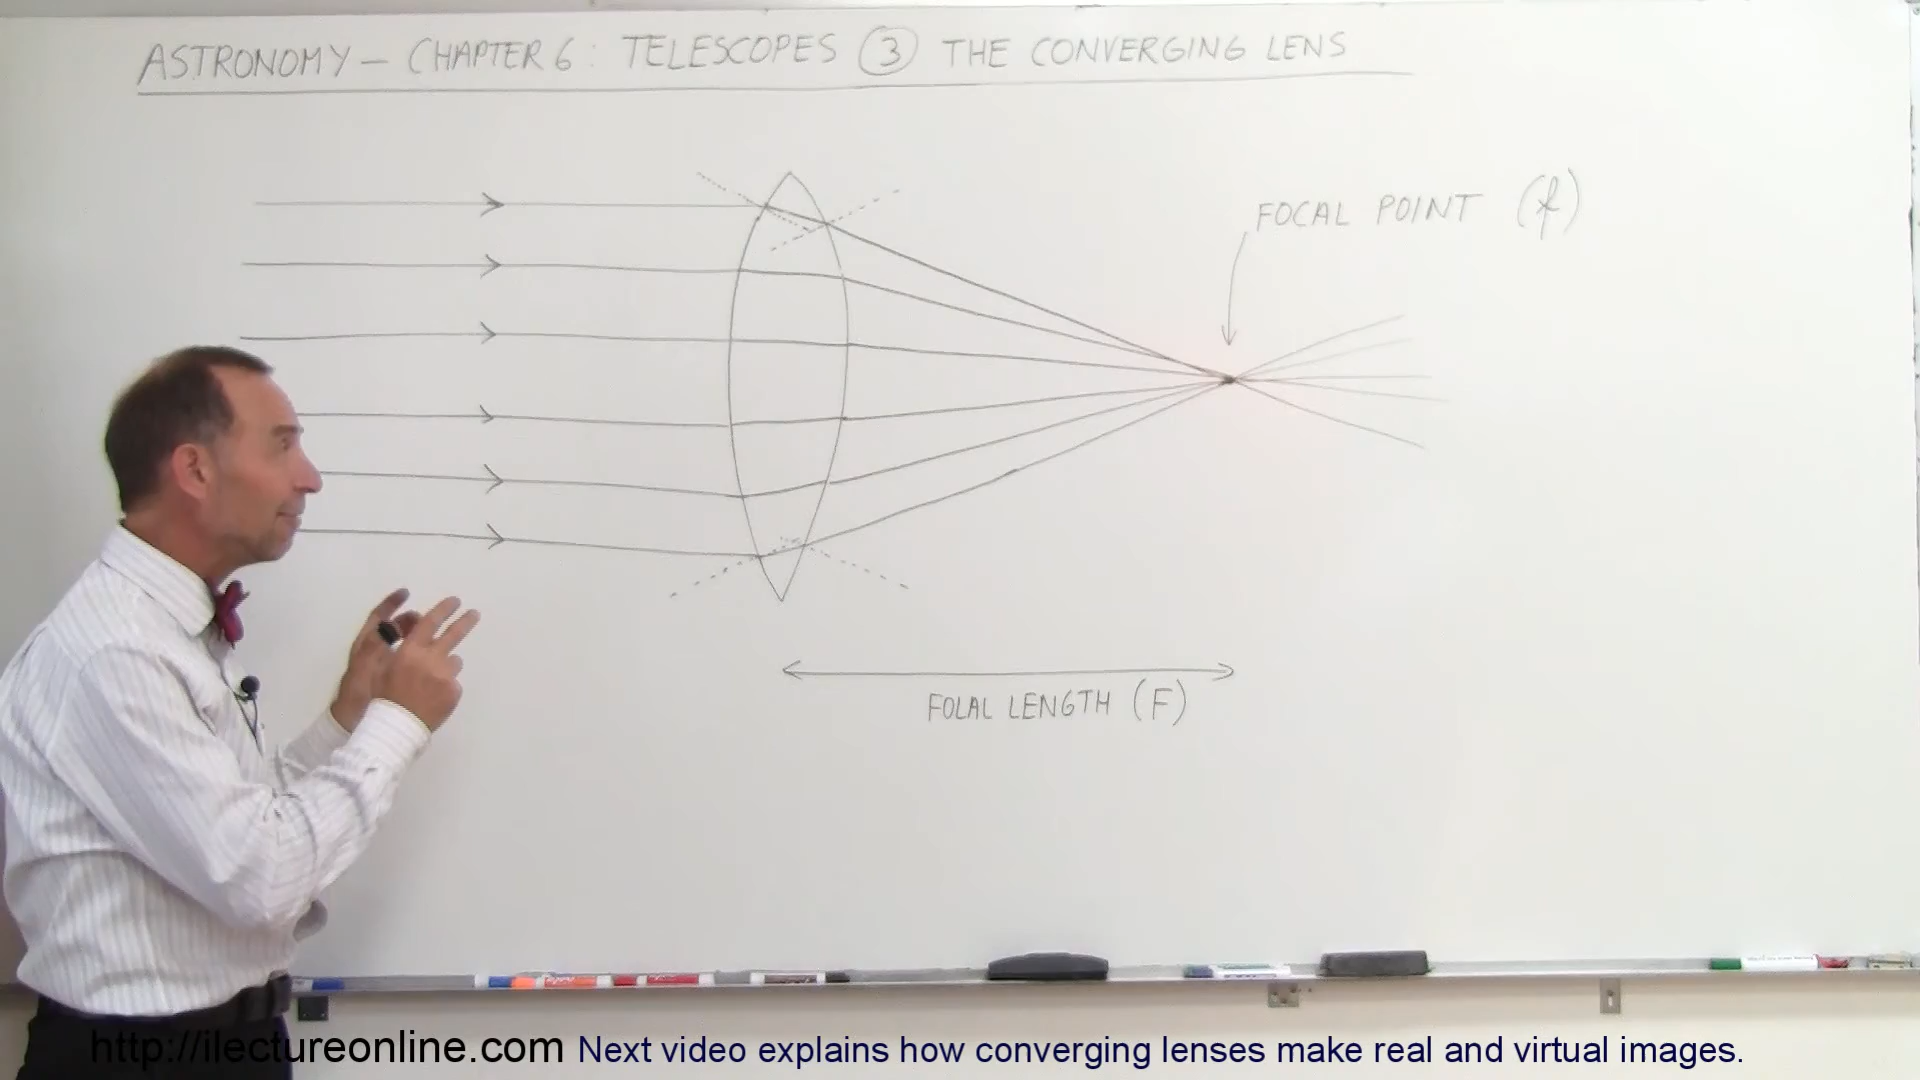 ASTRONOMY — CHAPTER 6: TELESCOPES ③ THE CONVERGING LENS
FOCAL POINT (f)
FOLAL LENGTH (F)
http://ilectureonline.com Next video explains how converging lenses make real and virtual images.